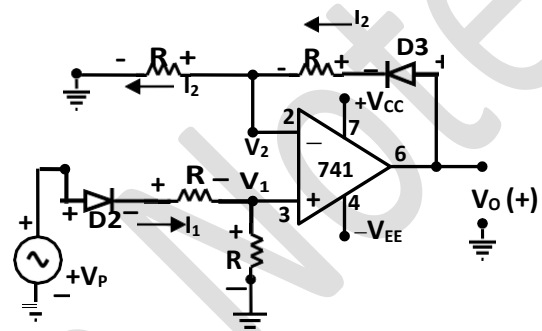 I₂
- R +
- R + - D3 +
I₂
+VCC
2
7
V₂
−
741
6
R − V₁
+
+
+ D2 −
I₁
3
4
VO (+)
+
R
−
−VEE
+
+VP
−